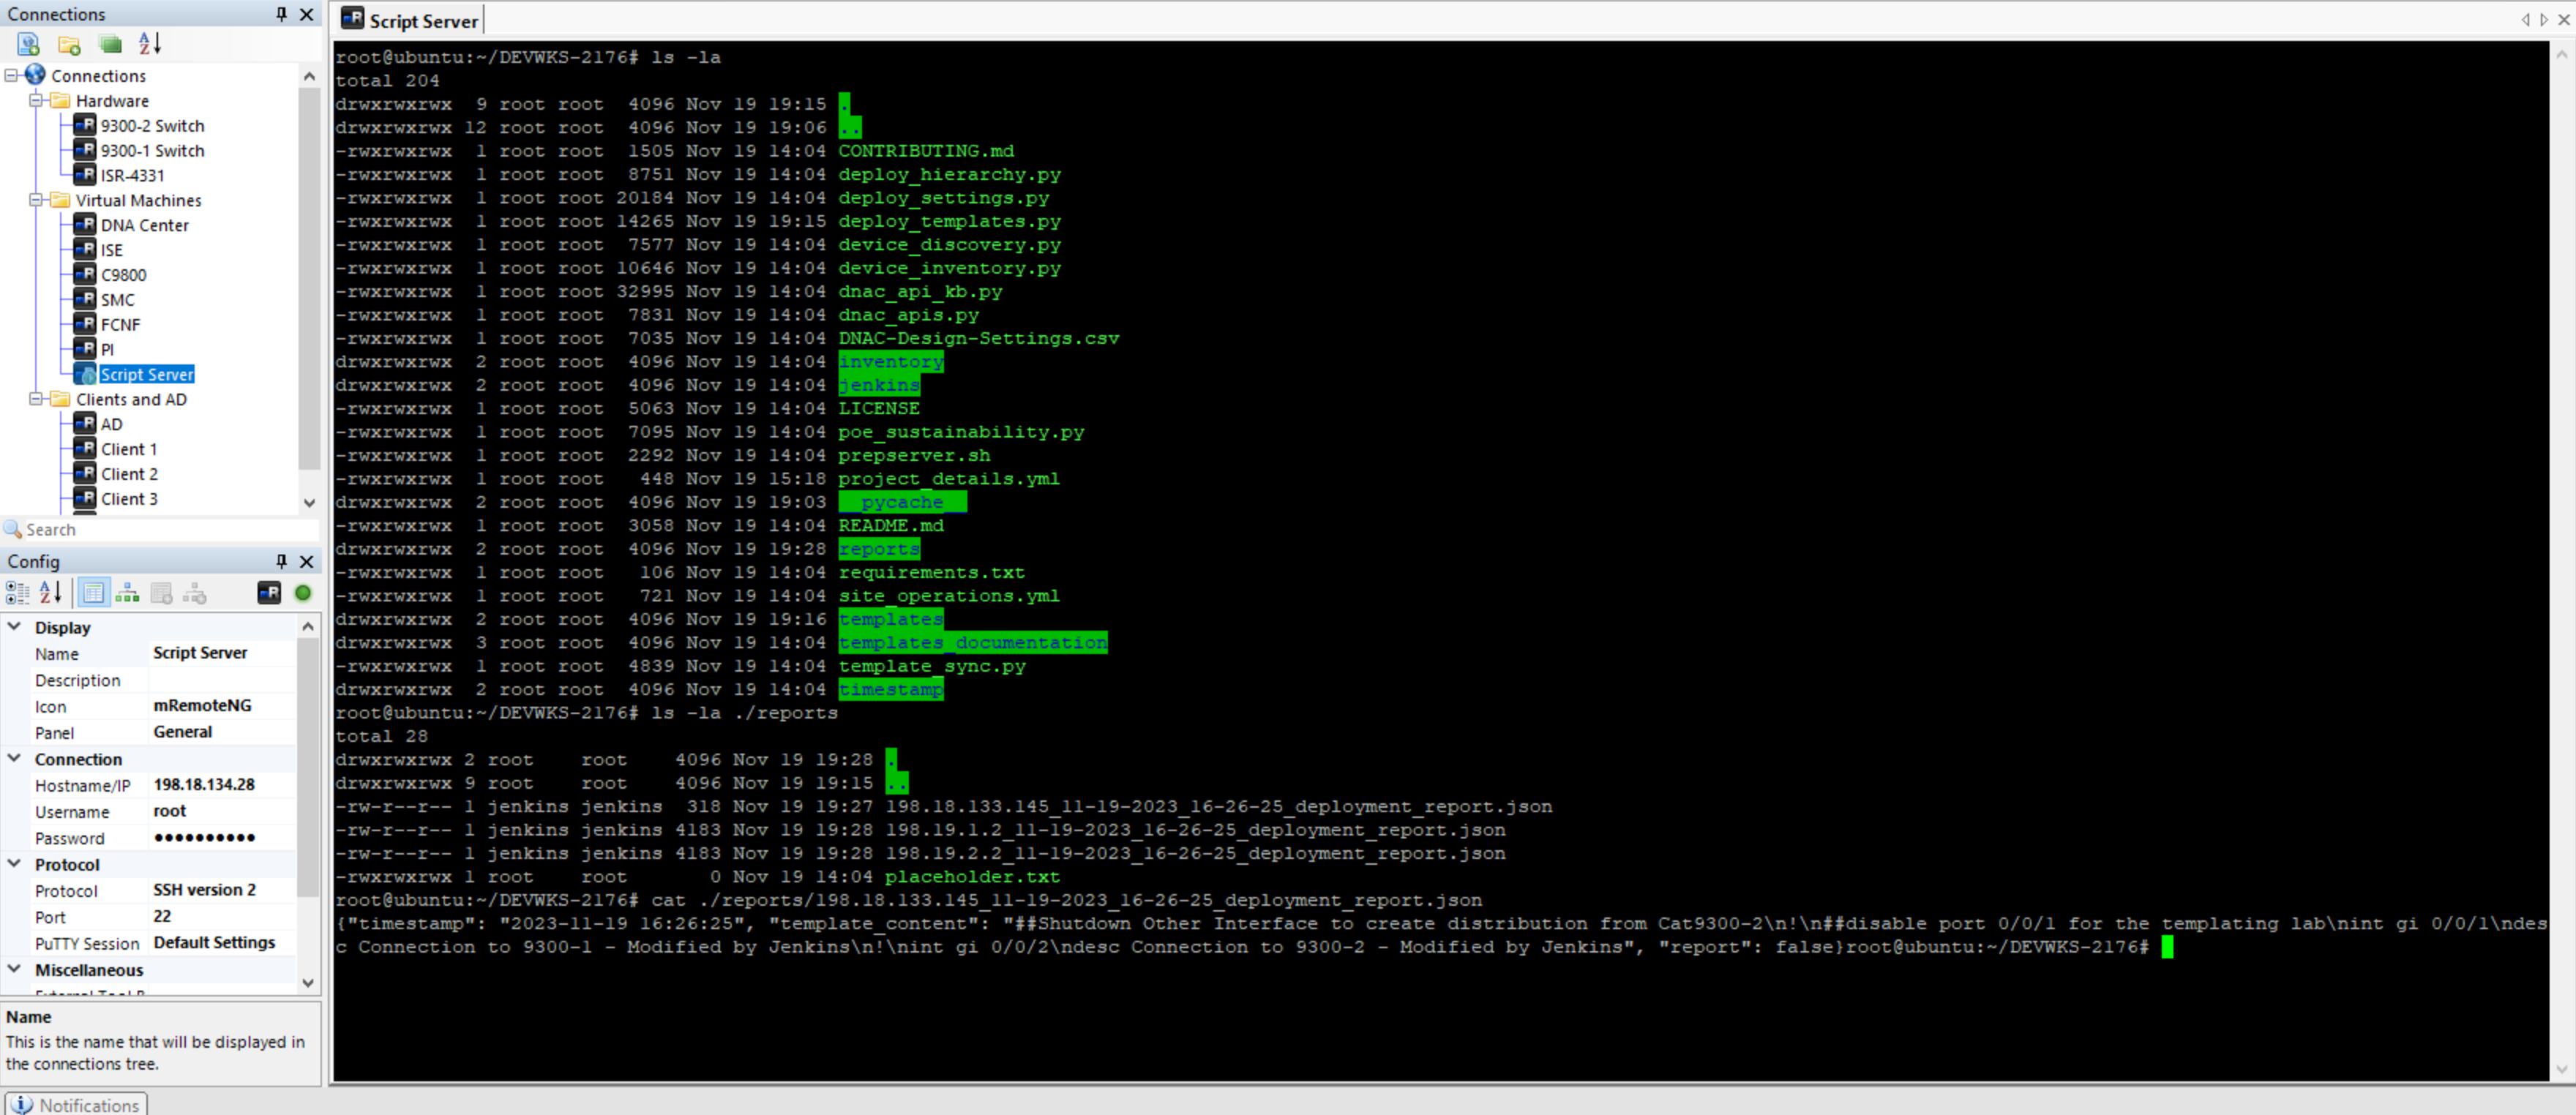 Connections
Connections
Hardware
9300-2 Switch
9300-1 Switch
ISR-4331
Virtual Machines
DNA Center
ISE
C9800
SMC
FCNF
PI
Script Server
Clients and AD
AD
Client 1
Client 2
Client 3
Search
Config
Display
Name Script Server
Description
Icon mRemoteNG
Panel General
Connection
Hostname/IP 198.18.134.28
Username root
Password ●●●●●●●●●●
Protocol
Protocol SSH version 2
Port 22
PuTTY Session Default Settings
Miscellaneous
Name
This is the name that will be displayed in
the connections tree.
Notifications
Script Server
root@ubuntu:~/DEVWKS-2176# ls -la
total 204
drwxrwxrwx 9 root root 4096 Nov 19 19:15 .
drwxrwxrwx 12 root root 4096 Nov 19 19:06 ..
-rwxrwxrwx 1 root root 1505 Nov 19 14:04 CONTRIBUTING.md
-rwxrwxrwx 1 root root 8751 Nov 19 14:04 deploy_hierarchy.py
-rwxrwxrwx 1 root root 20184 Nov 19 14:04 deploy_settings.py
-rwxrwxrwx 1 root root 14265 Nov 19 19:15 deploy_templates.py
-rwxrwxrwx 1 root root 7577 Nov 19 14:04 device_discovery.py
-rwxrwxrwx 1 root root 10646 Nov 19 14:04 device_inventory.py
-rwxrwxrwx 1 root root 32995 Nov 19 14:04 dnac_api_kb.py
-rwxrwxrwx 1 root root 7831 Nov 19 14:04 dnac_apis.py
-rwxrwxrwx 1 root root 7035 Nov 19 14:04 DNAC-Design-Settings.csv
drwxrwxrwx 2 root root 4096 Nov 19 14:04 inventory
drwxrwxrwx 2 root root 4096 Nov 19 14:04 jenkins
-rwxrwxrwx 1 root root 5063 Nov 19 14:04 LICENSE
-rwxrwxrwx 1 root root 7095 Nov 19 14:04 poe_sustainability.py
-rwxrwxrwx 1 root root 2292 Nov 19 14:04 prepserver.sh
-rwxrwxrwx 1 root root 448 Nov 19 15:18 project_details.yml
drwxrwxrwx 2 root root 4096 Nov 19 19:03 __pycache__
-rwxrwxrwx 1 root root 3058 Nov 19 14:04 README.md
drwxrwxrwx 2 root root 4096 Nov 19 19:28 reports
-rwxrwxrwx 1 root root 106 Nov 19 14:04 requirements.txt
-rwxrwxrwx 1 root root 721 Nov 19 14:04 site_operations.yml
drwxrwxrwx 2 root root 4096 Nov 19 19:16 templates
drwxrwxrwx 3 root root 4096 Nov 19 14:04 templates_documentation
-rwxrwxrwx 1 root root 4839 Nov 19 14:04 template_sync.py
drwxrwxrwx 2 root root 4096 Nov 19 14:04 timestamp
root@ubuntu:~/DEVWKS-2176# ls -la ./reports
total 28
drwxrwxrwx 2 root root 4096 Nov 19 19:28 .
drwxrwxrwx 9 root root 4096 Nov 19 19:15 ..
-rw-r--r-- 1 jenkins jenkins 318 Nov 19 19:27 198.18.133.145_11-19-2023_16-26-25_deployment_report.json
-rw-r--r-- 1 jenkins jenkins 4183 Nov 19 19:28 198.19.1.2_11-19-2023_16-26-25_deployment_report.json
-rw-r--r-- 1 jenkins jenkins 4183 Nov 19 19:28 198.19.2.2_11-19-2023_16-26-25_deployment_report.json
-rwxrwxrwx 1 root root 0 Nov 19 14:04 placeholder.txt
root@ubuntu:~/DEVWKS-2176# cat ./reports/198.18.133.145_11-19-2023_16-26-25_deployment_report.json
{"timestamp": "2023-11-19 16:26:25", "template_content": "##Shutdown Other Interface to create distribution from Cat9300-2\n!\n##disable port 0/0/1 for the templating lab\nint gi 0/0/1\ndes
c Connection to 9300-1 - Modified by Jenkins\n!\nint gi 0/0/2\ndesc Connection to 9300-2 - Modified by Jenkins", "report": false}root@ubuntu:~/DEVWKS-2176#